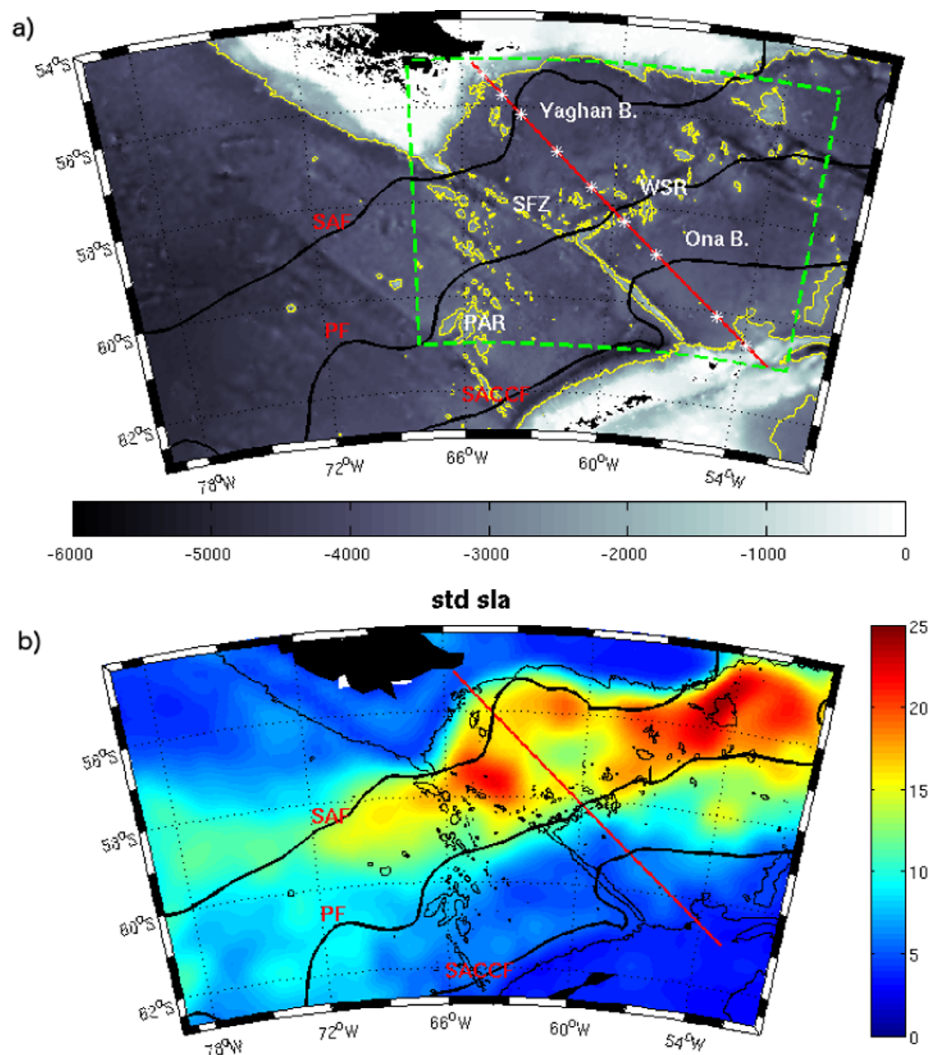 a)
54°S
56°S
58°S
60°S
62°S
78°W
72°W
66°W
60°W
54°W
Yaghan B.
SFZ
WSR
Ona B.
SAF
PF
PAR
SACCF
-6000 -5000 -4000 -3000 -2000 -1000 0
std sla
b)
56°S
58°S
60°S
62°S
78°W
72°W
66°W
60°W
54°W
SAF
PF
SACCF
25
20
15
10
5
0